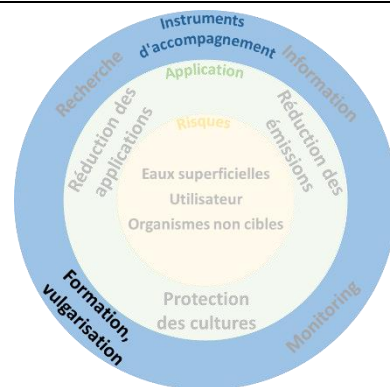 Instruments
d'accompagnement
Recherche
Information
Application
Réduction des
applications
Réduction des
émissions
Risques
Eaux superficielles
Utilisateur
Organismes non cibles
Protection
des cultures
Formation,
vulgarisation
Monitoring